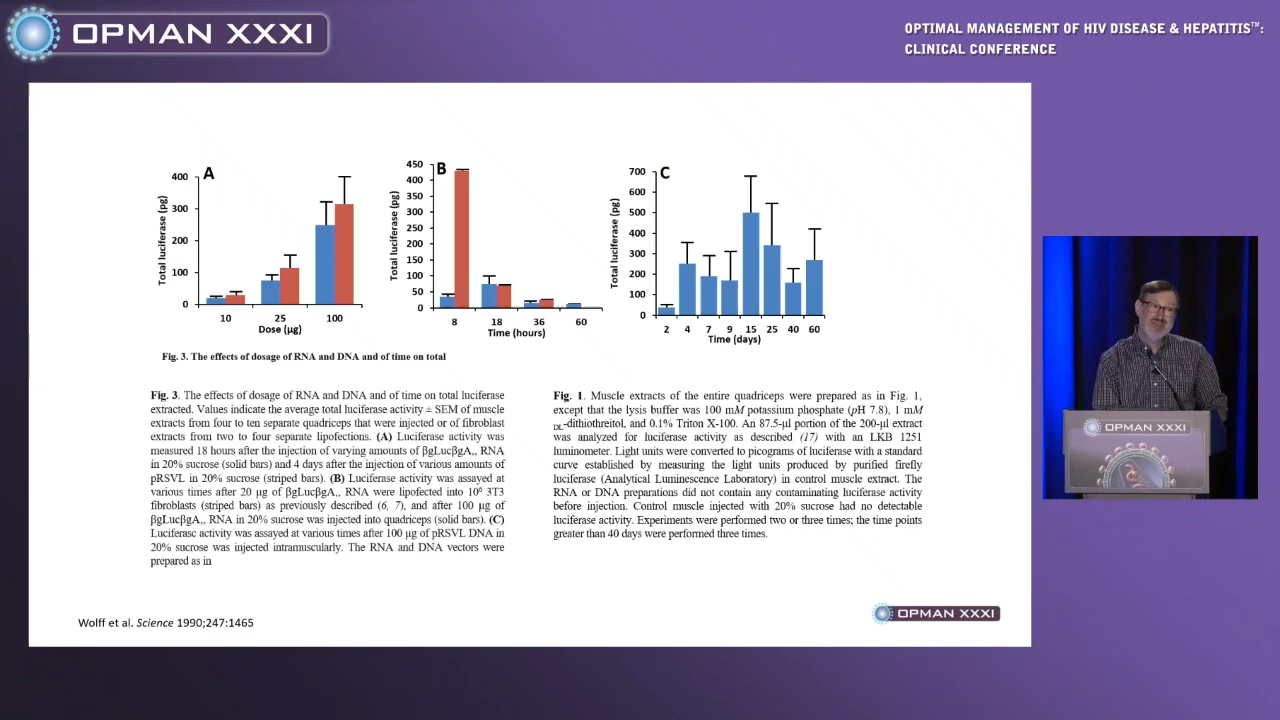 OPMAN XXXI
OPTIMAL MANAGEMENT OF HIV DISEASE & HEPATITIS™:
CLINICAL CONFERENCE
A
Total luciferase (pg)
400
300
200
100
0
10 25 100
Dose (µg)
B
Total luciferase (pg)
450
400
350
300
250
200
150
100
50
0
8 18 36 60
Time (hours)
C
Total luciferase (pg)
700
600
500
400
300
200
100
0
2 4 7 9 15 25 40 60
Time (days)
Fig. 3. The effects of dosage of RNA and DNA and of time on total
Fig. 3. The effects of dosage of RNA and DNA and of time on total luciferase
extracted. Values indicate the average total luciferase activity ± SEM of muscle
extracts from four to ten separate quadriceps that were injected or of fibroblast
extracts from two to four separate lipofections. (A) Luciferase activity was
measured 18 hours after the injection of varying amounts of βgLucβgA,, RNA
in 20% sucrose (solid bars) and 4 days after the injection of various amounts of
pRSVL in 20% sucrose (striped bars). (B) Luciferase activity was assayed at
various times after 20 µg of βgLucβgA,, RNA were lipofected into 10⁶ 3T3
fibroblasts (striped bars) as previously described (6, 7), and after 100 µg of
βgLucβgA,, RNA in 20% sucrose was injected into quadriceps (solid bars). (C)
Luciferasc activity was assayed at various times after 100 µg of pRSVL DNA in
20% sucrose was injected intramuscularly. The RNA and DNA vectors were
prepared as in
Fig. 1. Muscle extracts of the entire quadriceps were prepared as in Fig. 1,
except that the lysis buffer was 100 mM potassium phosphate (pH 7.8), 1 mM
DL-dithiothreitol, and 0.1% Triton X-100. An 87.5-µl portion of the 200-µl extract
was analyzed for luciferase activity as described (17) with an LKB 1251
luminometer. Light units were converted to picograms of luciferase with a standard
curve established by measuring the light units produced by purified firefly
luciferase (Analytical Luminescence Laboratory) in control muscle extract. The
RNA or DNA preparations did not contain any contaminating luciferase activity
before injection. Control muscle injected with 20% sucrose had no detectable
luciferase activity. Experiments were performed two or three times; the time points
greater than 40 days were performed three times.
Wolff et al. Science 1990;247:1465
OPMAN XXXI
OPMAN XXXI